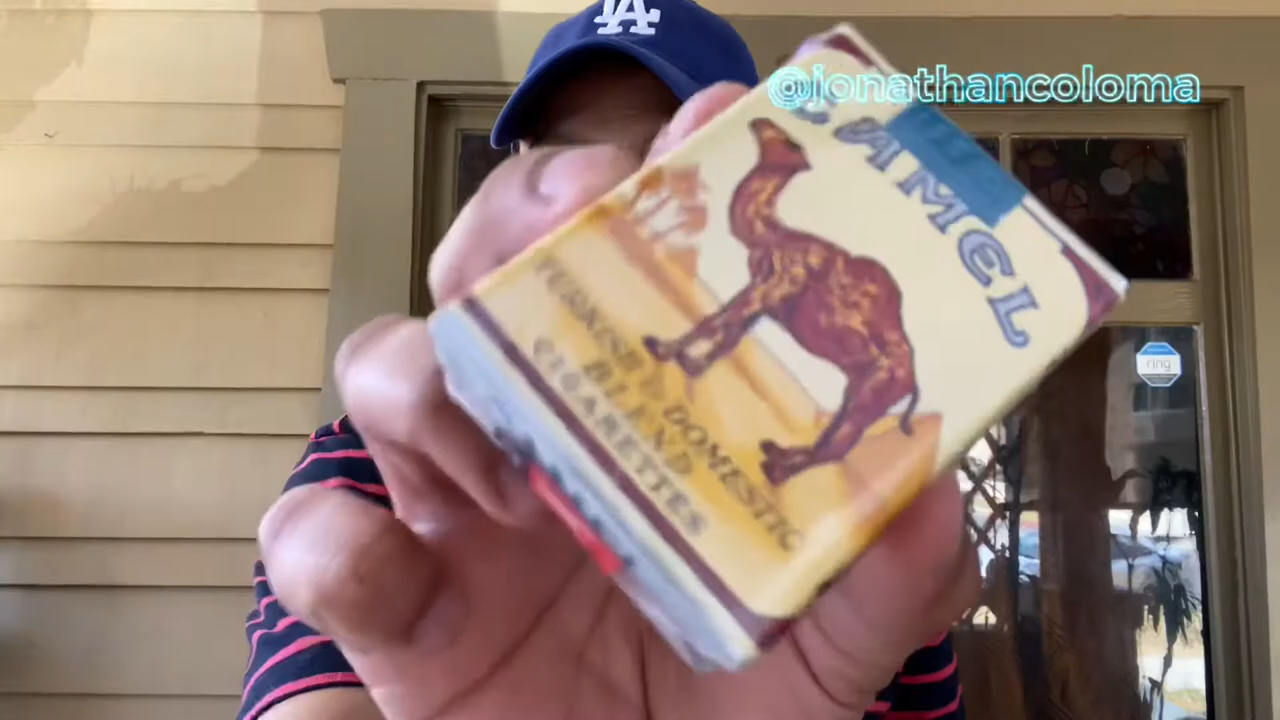 LA
@jonathancoloma
CAMEL
TURKISH & DOMESTIC
BLEND
CIGARETTES
ring